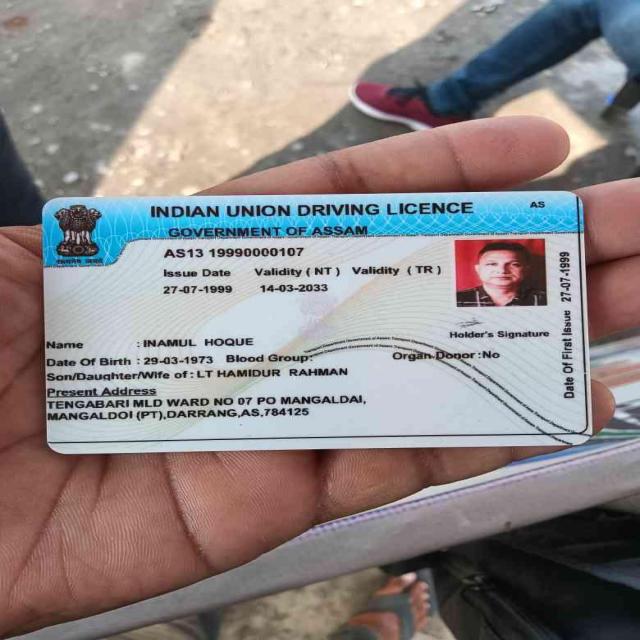 INDIAN UNION DRIVING LICENCE AS
GOVERNMENT OF ASSAM
AS13 19990000107
Issue Date Validity ( NT ) Validity ( TR )
27-07-1999 14-03-2033
Holder's Signature
Date Of First Issue 27-07-1999
Name : INAMUL HOQUE
Date Of Birth : 29-03-1973 Blood Group: Organ Donor :No
Son/Daughter/Wife of : LT HAMIDUR RAHMAN
Present Address
TENGABARI MLD WARD NO 07 PO MANGALDAI,
MANGALDOI (PT),DARRANG,AS,784125